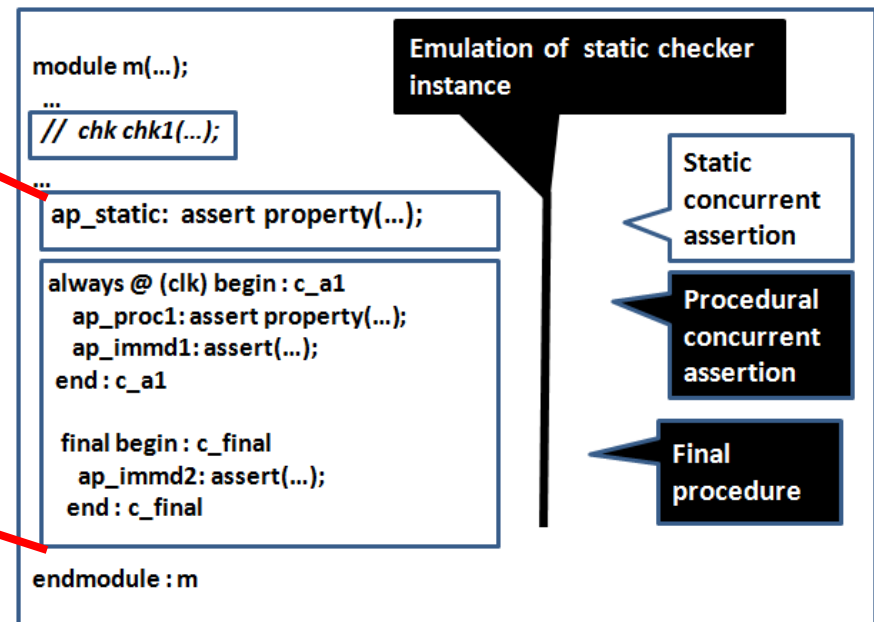 module m(...);
...
// chk chk1(...);
...
ap_static: assert property(...);
always @ (clk) begin : c_a1
ap_proc1: assert property(...);
ap_immd1: assert(...);
end : c_a1
final begin : c_final
ap_immd2: assert(...);
end : c_final
endmodule : m
Emulation of static checker
instance
Static
concurrent
assertion
Procedural
concurrent
assertion
Final
procedure